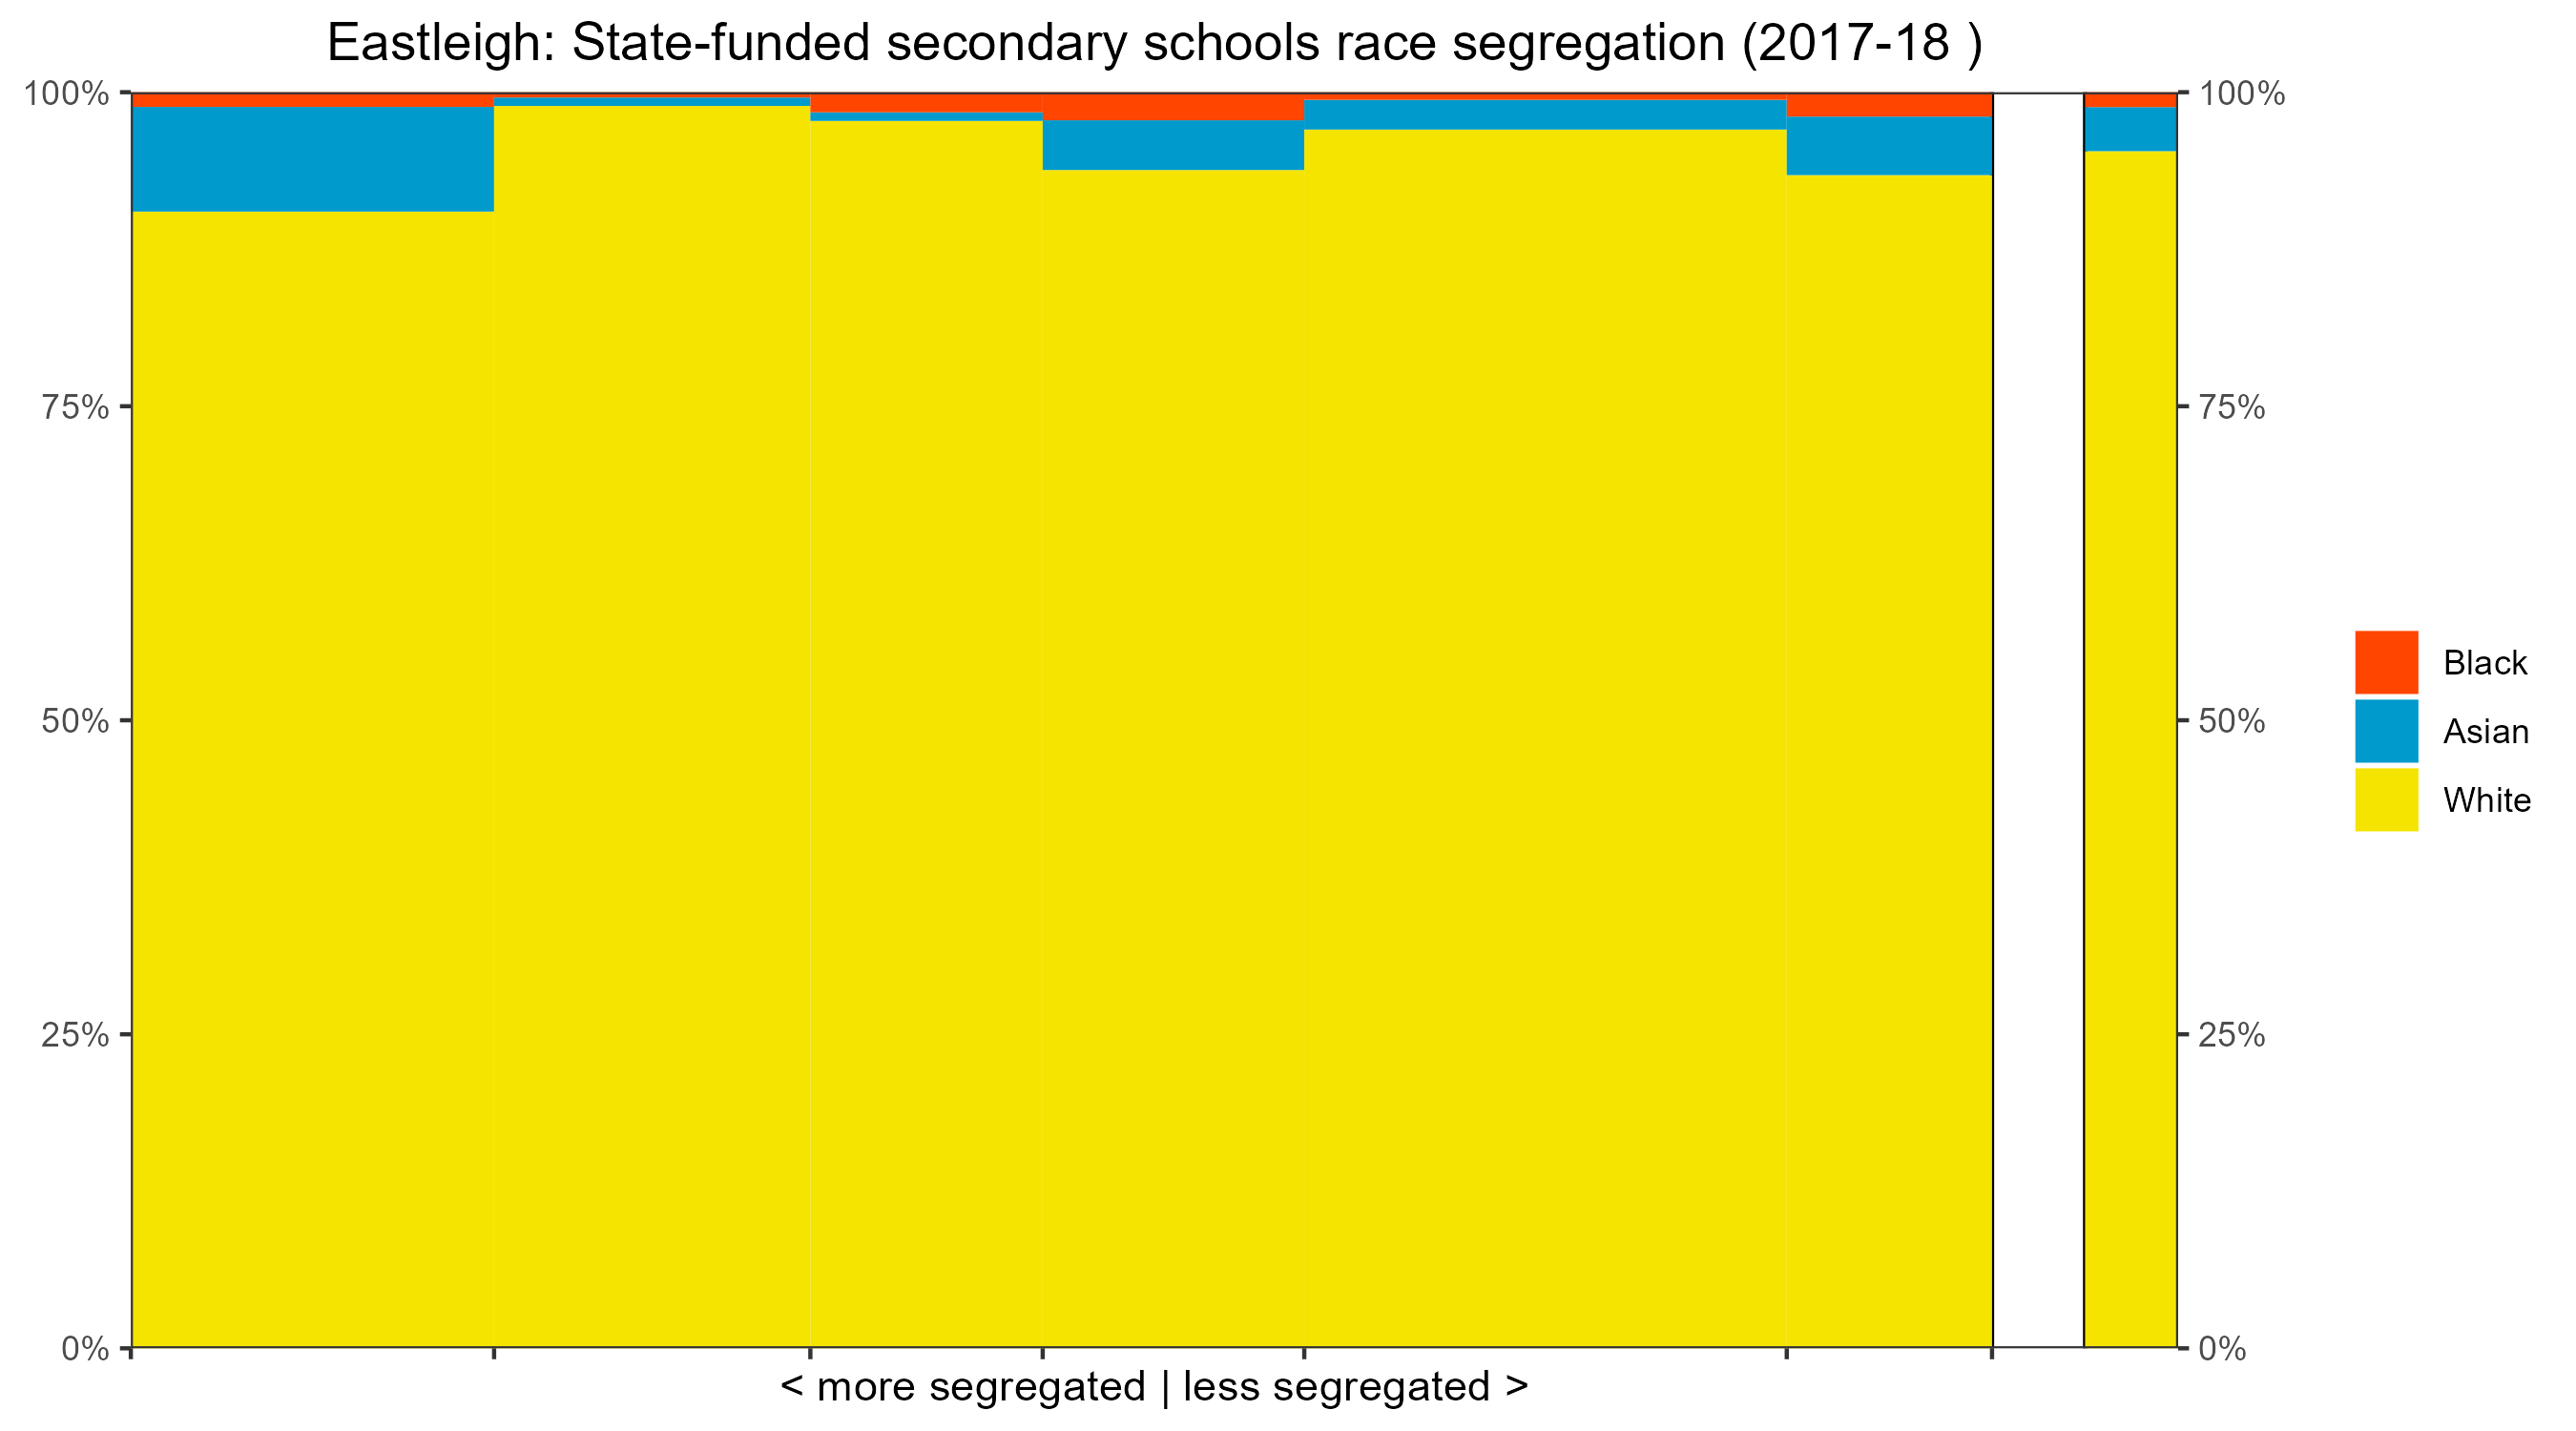 Eastleigh: State-funded secondary schools race segregation (2017-18 )
100%
75%
50%
25%
0%
100%
75%
50%
25%
0%
Black
Asian
White
< more segregated | less segregated >